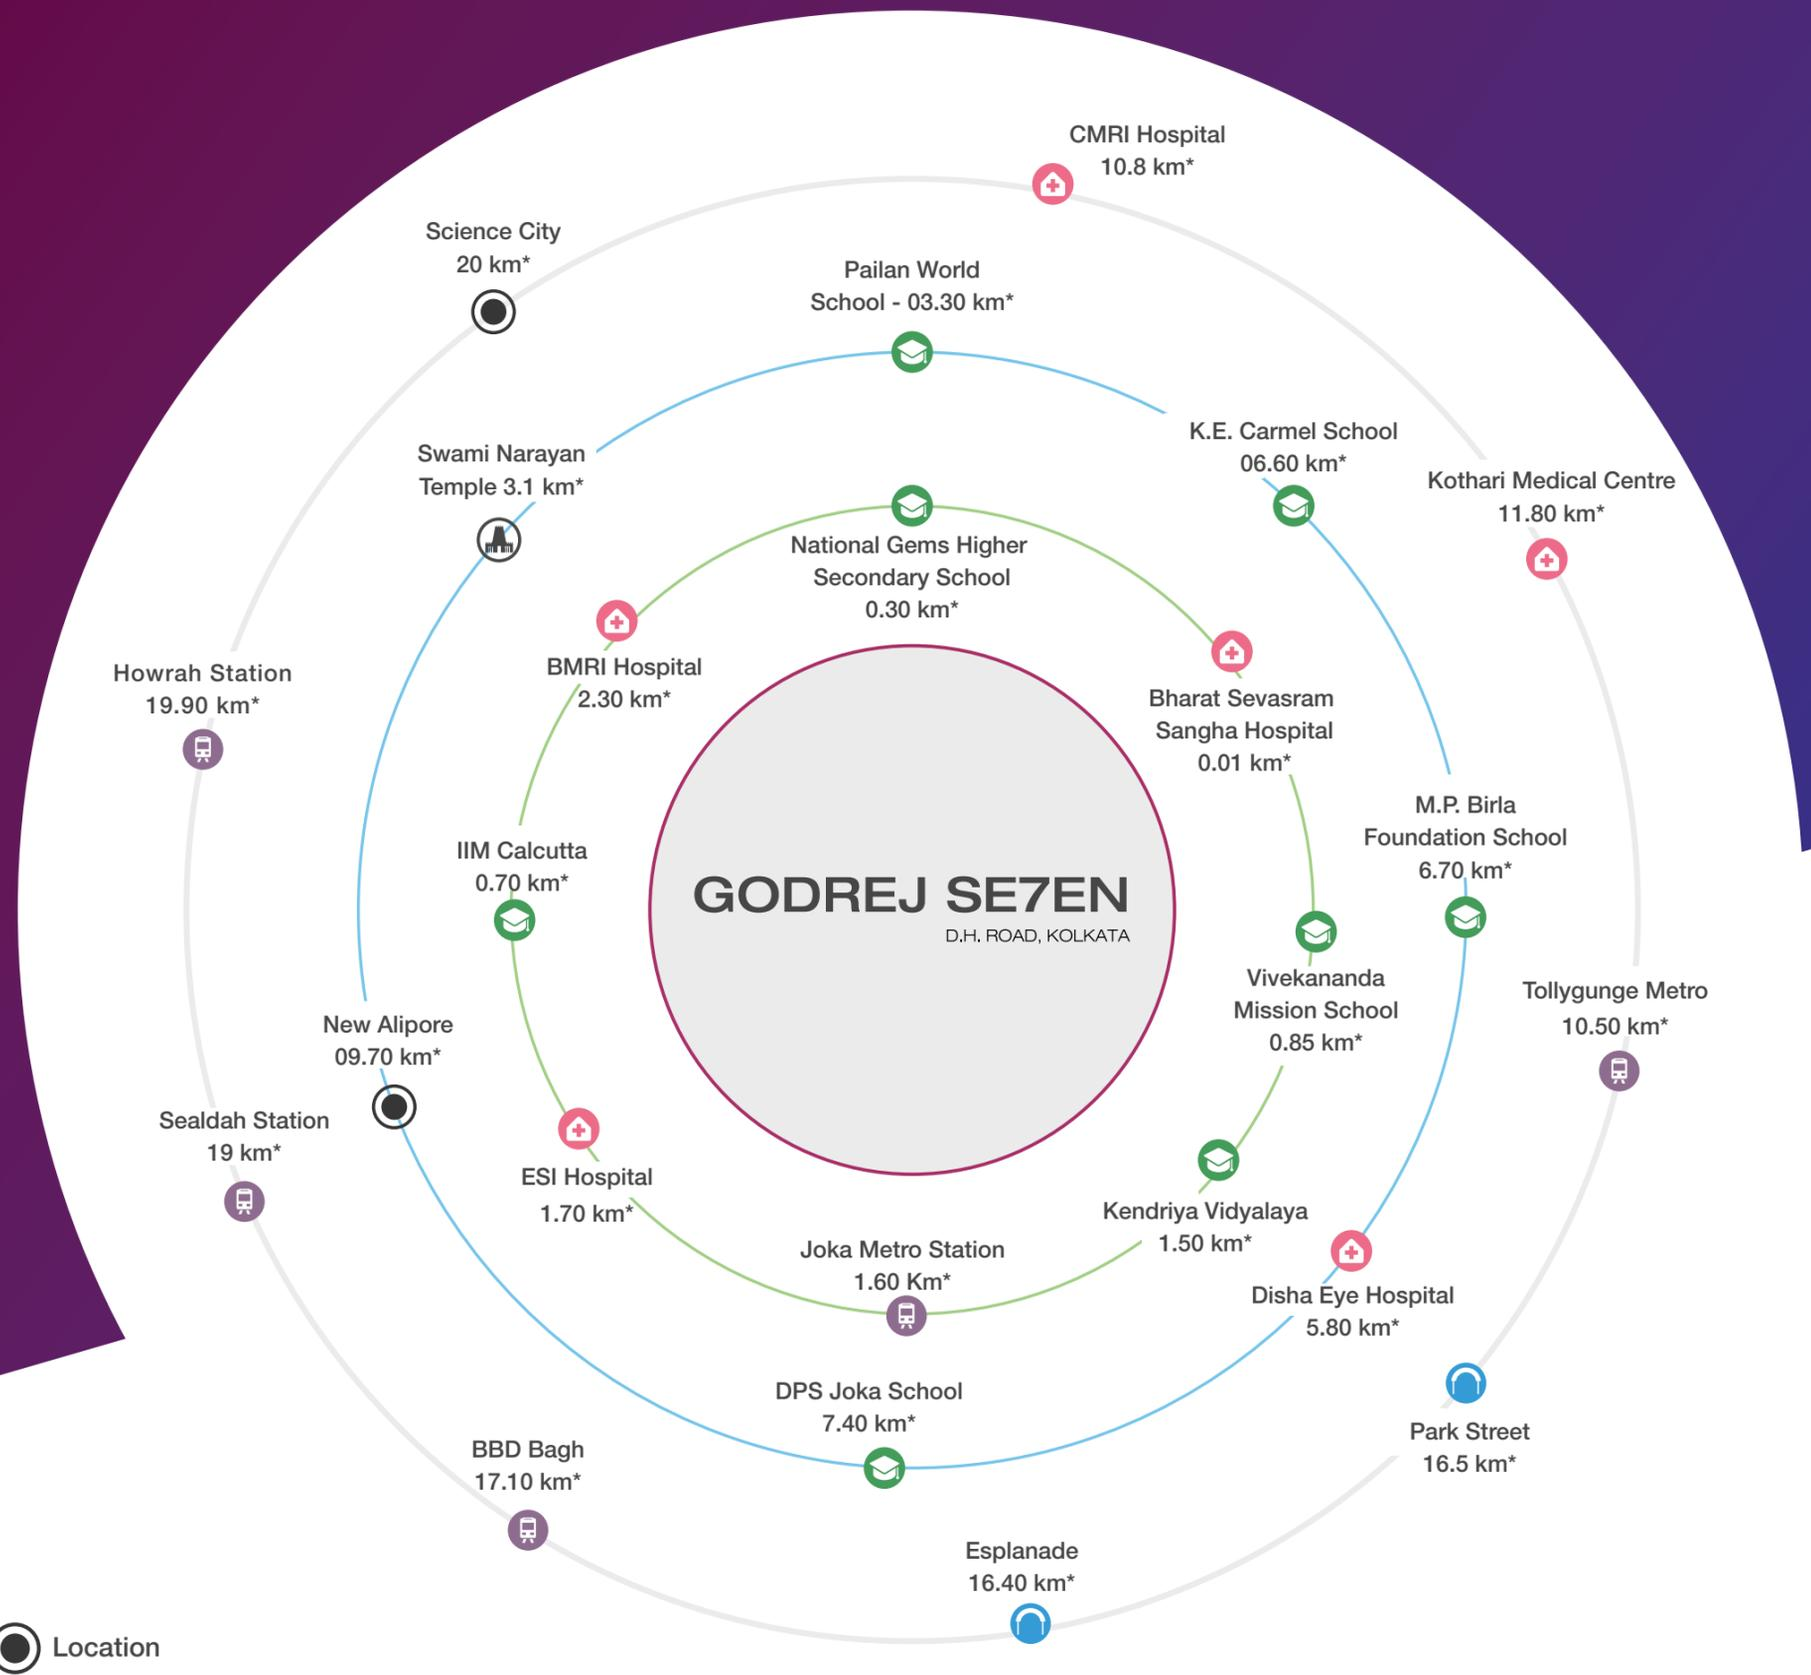 CMRI Hospital
10.8 km*
Science City
20 km*
Pailan World
School - 03.30 km*
K.E. Carmel School
06.60 km*
Swami Narayan
Temple 3.1 km*
Kothari Medical Centre
11.80 km*
National Gems Higher
Secondary School
0.30 km*
BMRI Hospital
2.30 km*
Howrah Station
19.90 km*
Bharat Sevasram
Sangha Hospital
0.01 km*
M.P. Birla
Foundation School
6.70 km*
IIM Calcutta
0.70 km*
GODREJ SE7EN
D.H. ROAD, KOLKATA
Vivekananda
Mission School
0.85 km*
Tollygunge Metro
10.50 km*
New Alipore
09.70 km*
Sealdah Station
19 km*
ESI Hospital
1.70 km*
Kendriya Vidyalaya
1.50 km*
Joka Metro Station
1.60 Km*
Disha Eye Hospital
5.80 km*
DPS Joka School
7.40 km*
Park Street
16.5 km*
BBD Bagh
17.10 km*
Esplanade
16.40 km*
Location